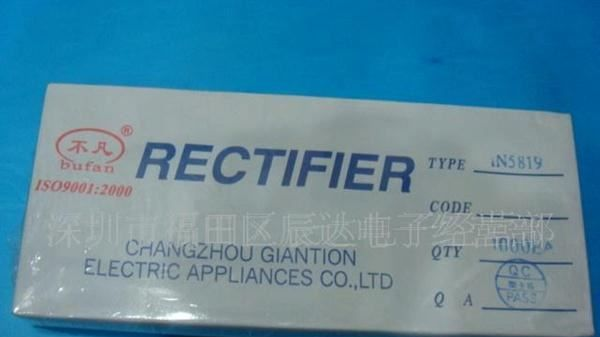 不凡 ®
bufan
ISO9001:2000
RECTIFIER
TYPE 1N5819
CODE
QTY 1000EA
Q A
QC
PASS
CHANGZHOU GIANTION
ELECTRIC APPLIANCES CO.,LTD
深圳市福田区辰达电子经营部